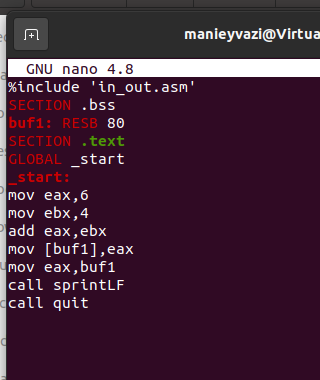 manieyvazi@Virtua
GNU nano 4.8
%include 'in_out.asm'
SECTION .bss
buf1: RESB 80
SECTION .text
GLOBAL _start
_start:
mov eax,6
mov ebx,4
add eax,ebx
mov [buf1],eax
mov eax,buf1
call sprintLF
call quit